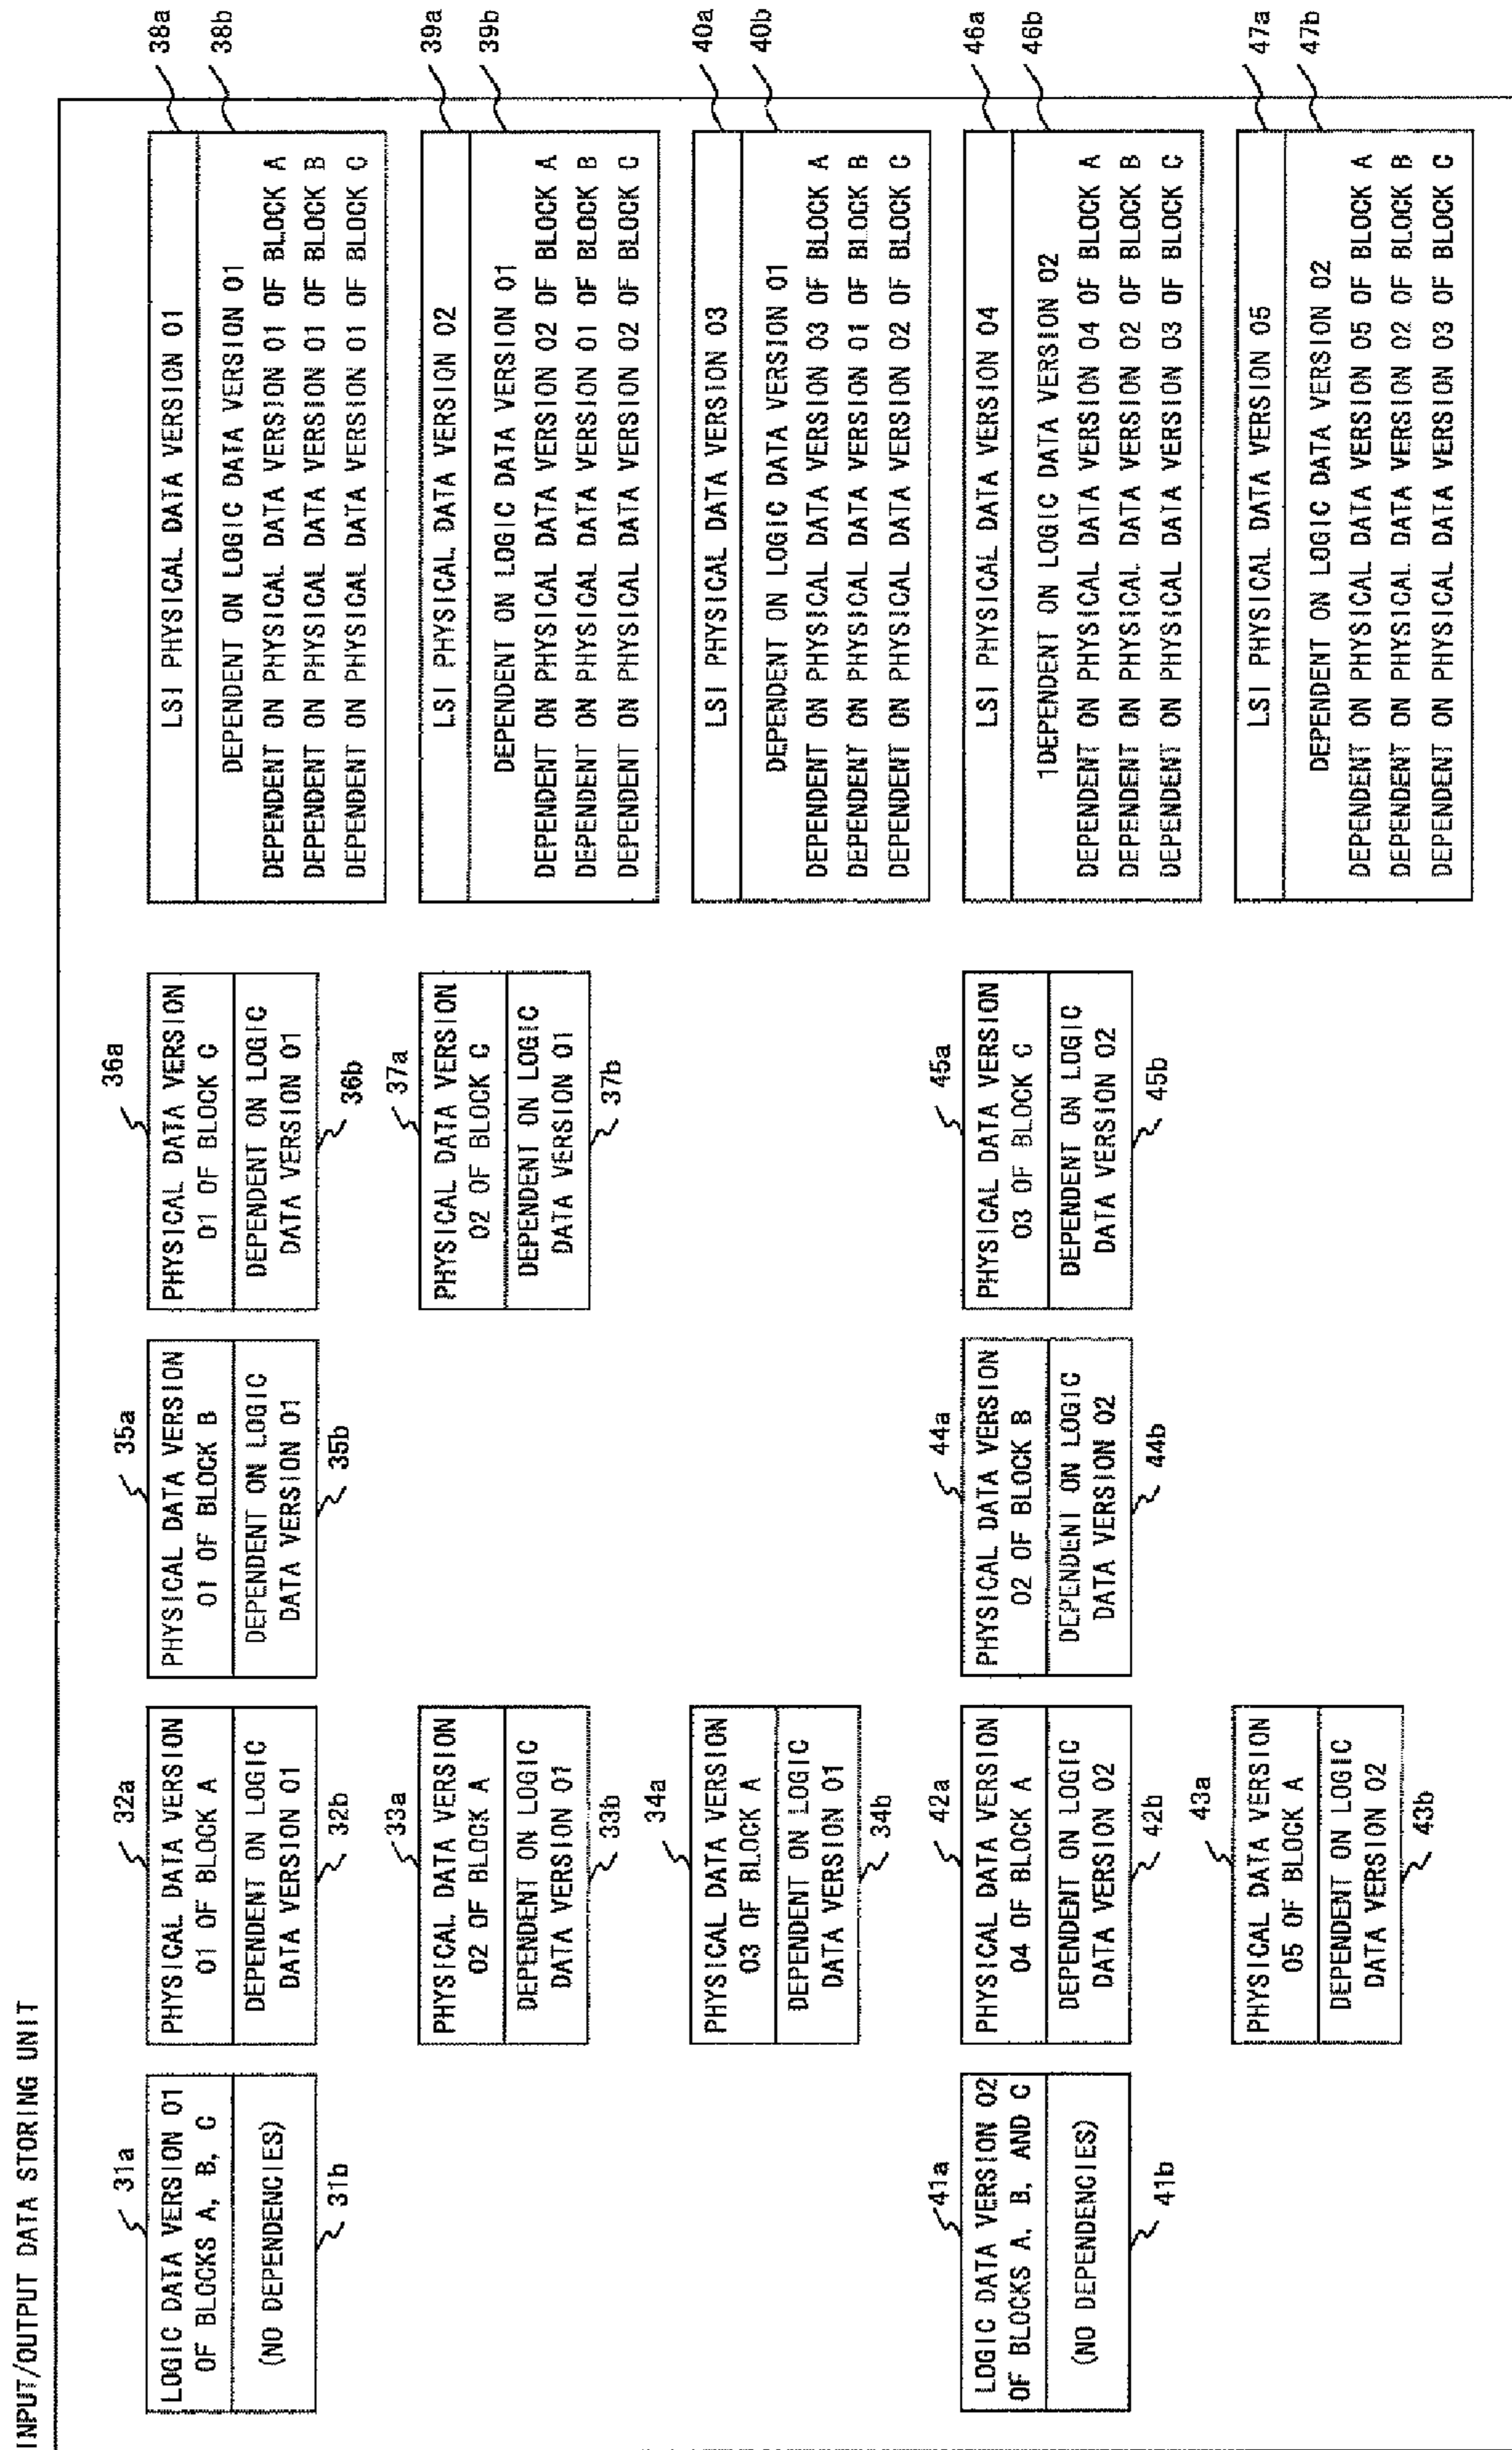 INPUT/OUTPUT DATA STORING UNIT
31a
LOGIC DATA VERSION 01
OF BLOCKS A, B, C
(NO DEPENDENCIES)
31b
32a
PHYSICAL DATA VERSION
01 OF BLOCK A
DEPENDENT ON LOGIC
DATA VERSION 01
32b
35a
PHYSICAL DATA VERSION
01 OF BLOCK B
DEPENDENT ON LOGIC
DATA VERSION 01
35b
36a
PHYSICAL DATA VERSION
01 OF BLOCK C
DEPENDENT ON LOGIC
DATA VERSION 01
36b
LSI PHYSICAL DATA VERSION 01
DEPENDENT ON LOGIC DATA VERSION 01
DEPENDENT ON PHYSICAL DATA VERSION 01 OF BLOCK A
DEPENDENT ON PHYSICAL DATA VERSION 01 OF BLOCK B
DEPENDENT ON PHYSICAL DATA VERSION 01 OF BLOCK C
38a
38b
33a
PHYSICAL DATA VERSION
02 OF BLOCK A
DEPENDENT ON LOGIC
DATA VERSION 01
33b
37a
PHYSICAL DATA VERSION
02 OF BLOCK C
DEPENDENT ON LOGIC
DATA VERSION 01
37b
LSI PHYSICAL DATA VERSION 02
DEPENDENT ON LOGIC DATA VERSION 01
DEPENDENT ON PHYSICAL DATA VERSION 02 OF BLOCK A
DEPENDENT ON PHYSICAL DATA VERSION 01 OF BLOCK B
DEPENDENT ON PHYSICAL DATA VERSION 02 OF BLOCK C
39a
39b
34a
PHYSICAL DATA VERSION
03 OF BLOCK A
DEPENDENT ON LOGIC
DATA VERSION 01
34b
LSI PHYSICAL DATA VERSION 03
DEPENDENT ON LOGIC DATA VERSION 01
DEPENDENT ON PHYSICAL DATA VERSION 03 OF BLOCK A
DEPENDENT ON PHYSICAL DATA VERSION 01 OF BLOCK B
DEPENDENT ON PHYSICAL DATA VERSION 02 OF BLOCK C
40a
40b
41a
LOGIC DATA VERSION 02
OF BLOCKS A, B, AND C
(NO DEPENDENCIES)
41b
42a
PHYSICAL DATA VERSION
04 OF BLOCK A
DEPENDENT ON LOGIC
DATA VERSION 02
42b
44a
PHYSICAL DATA VERSION
02 OF BLOCK B
DEPENDENT ON LOGIC
DATA VERSION 02
44b
45a
PHYSICAL DATA VERSION
03 OF BLOCK C
DEPENDENT ON LOGIC
DATA VERSION 02
45b
LSI PHYSICAL DATA VERSION 04
1DEPENDENT ON LOGIC DATA VERSION 02
DEPENDENT ON PHYSICAL DATA VERSION 04 OF BLOCK A
DEPENDENT ON PHYSICAL DATA VERSION 02 OF BLOCK B
DEPENDENT ON PHYSICAL DATA VERSION 03 OF BLOCK C
46a
46b
43a
PHYSICAL DATA VERSION
05 OF BLOCK A
DEPENDENT ON LOGIC
DATA VERSION 02
43b
LSI PHYSICAL DATA VERSION 05
DEPENDENT ON LOGIC DATA VERSION 02
DEPENDENT ON PHYSICAL DATA VERSION 05 OF BLOCK A
DEPENDENT ON PHYSICAL DATA VERSION 02 OF BLOCK B
DEPENDENT ON PHYSICAL DATA VERSION 03 OF BLOCK C
47a
47b